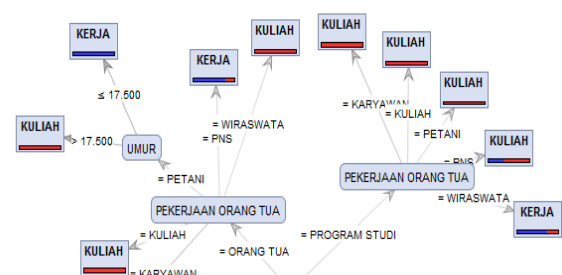 KERJA
KULIAH
KULIAH
KULIAH
KERJA
KULIAH
≤ 17.500
= KARYAWAN
= WIRASWATA
= KULIAH
KULIAH
> 17.500
UMUR
= PNS
= PETANI
KULIAH
= PNS
= PETANI
PEKERJAAN ORANG TUA
= WIRASWATA
PEKERJAAN ORANG TUA
KERJA
= KULIAH
= PROGRAM STUDI
KULIAH
= ORANG TUA
= KARYAWAN